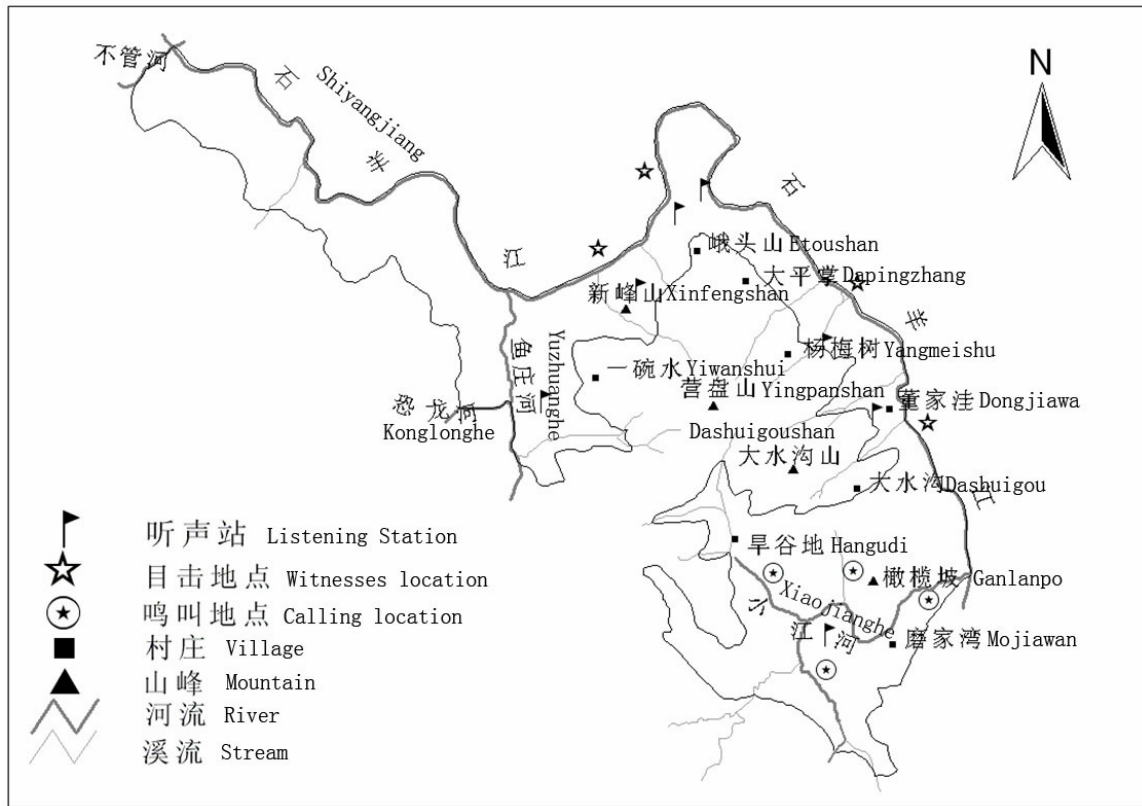 不管河
石
Shiyangjiang
羊
江
N
石
峨头山 Etoushan
大平掌 Dapingzhang
新峰山 Xinfengshan
羊
杨梅树 Yangmeishu
鱼庄河
Yuzhuanghe
一碗水 Yiwanshui
营盘山 Yingpanshan
恐龙河
Konglonghe
董家洼 Dongjiawa
Dashuigoushan
大水沟山
大水沟 Dashuigou
江
旱谷地 Hangudi
橄榄坡 Ganlanpo
Xiaojianghe
小江河
磨家湾 Mojiawan
听声站 Listening Station
目击地点 Witnesses location
鸣叫地点 Calling location
村庄 Village
山峰 Mountain
河流 River
溪流 Stream